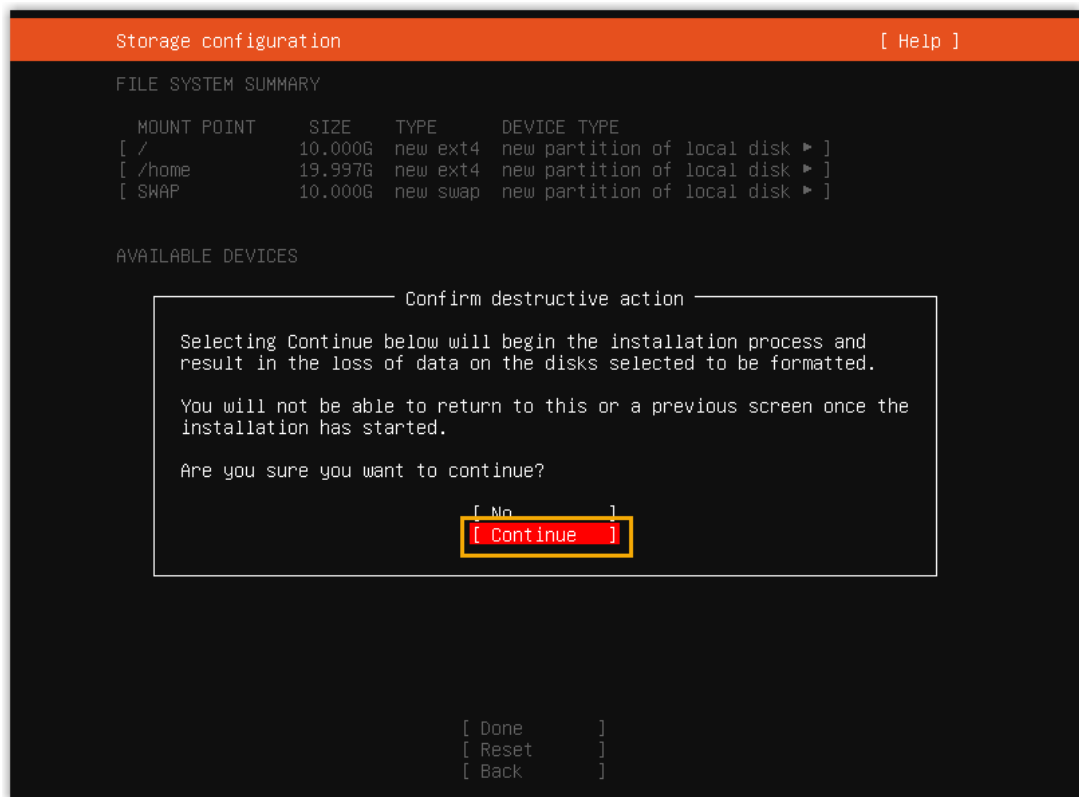 Storage configuration [ Help ]
FILE SYSTEM SUMMARY
MOUNT POINT SIZE TYPE DEVICE TYPE
[ / 10.000G new ext4 new partition of local disk ▸ ]
[ /home 19.997G new ext4 new partition of local disk ▸ ]
[ SWAP 10.000G new swap new partition of local disk ▸ ]
AVAILABLE DEVICES
Confirm destructive action
Selecting Continue below will begin the installation process and
result in the loss of data on the disks selected to be formatted.
You will not be able to return to this or a previous screen once the
installation has started.
Are you sure you want to continue?
[ No ]
[ Continue ]
[ Done ]
[ Reset ]
[ Back ]